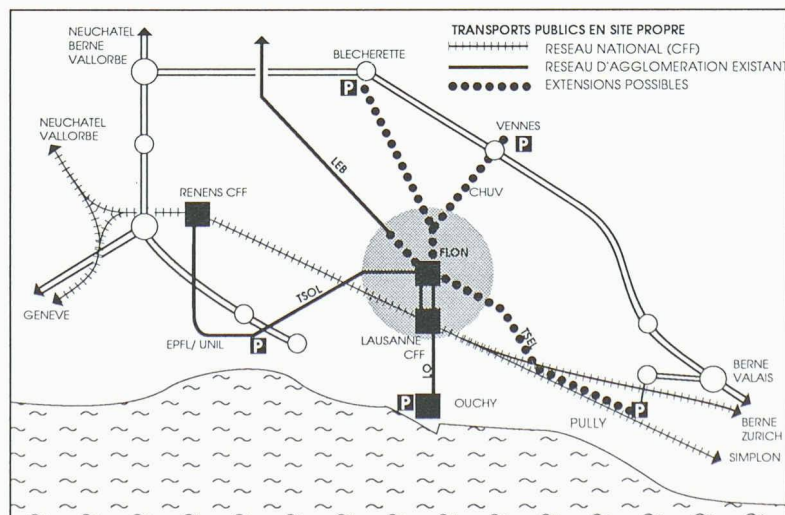 TRANSPORTS PUBLICS EN SITE PROPRE
RESEAU NATIONAL (CFF)
RESEAU D'AGGLOMERATION EXISTANT
EXTENSIONS POSSIBLES
NEUCHATEL
BERNE
VALLORBE
BLECHERETTE
P
NEUCHATEL
VALLORBE
VENNES
P
LEB
CHUV
RENENS CFF
FLON
TSOL
GENEVE
EPFL/ UNIL
P
LAUSANNE
CFF
TSEL
LO
BERNE
VALAIS
P
OUCHY
PULLY
P
BERNE
ZURICH
SIMPLON